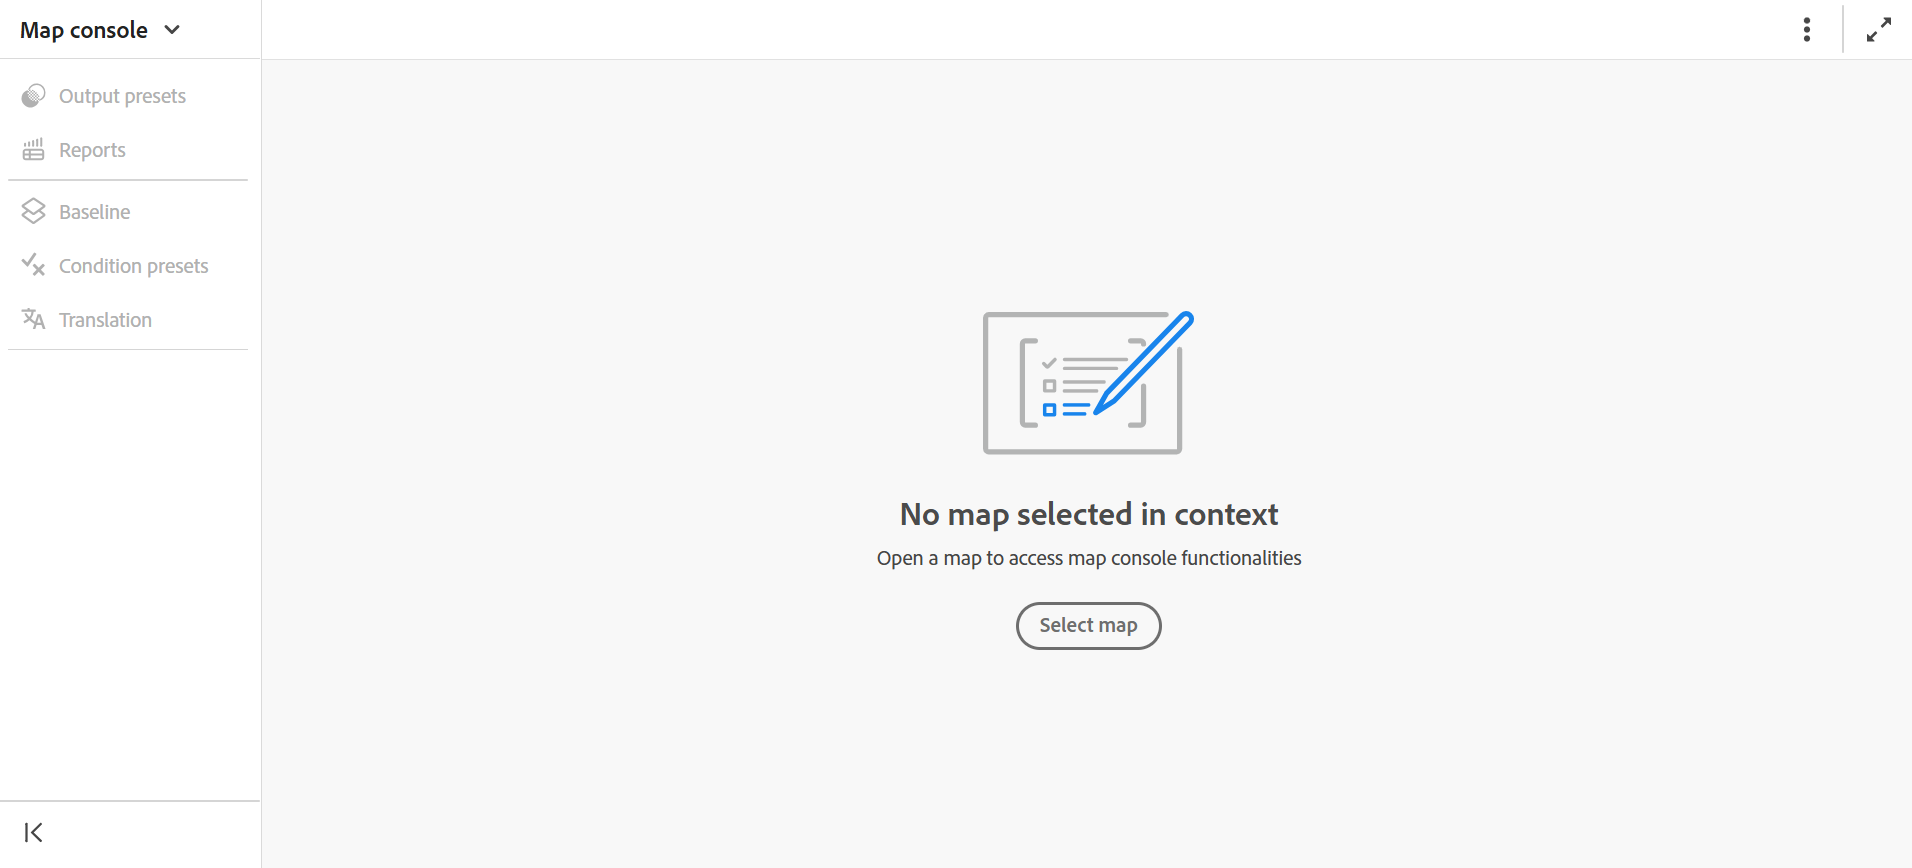 Map console
Output presets
Reports
Baseline
Condition presets
Translation
No map selected in context
Open a map to access map console functionalities
Select map